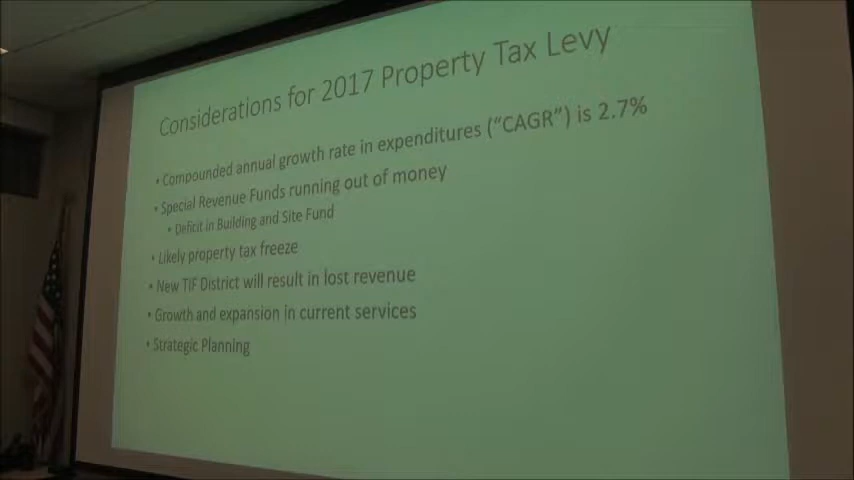 Considerations for 2017 Property Tax Levy
• Compounded annual growth rate in expenditures ("CAGR") is 2.7%
• Special Revenue Funds running out of money
• Deficit in Building and Site Fund
• Likely property tax freeze
• New TIF District will result in lost revenue
• Growth and expansion in current services
• Strategic Planning